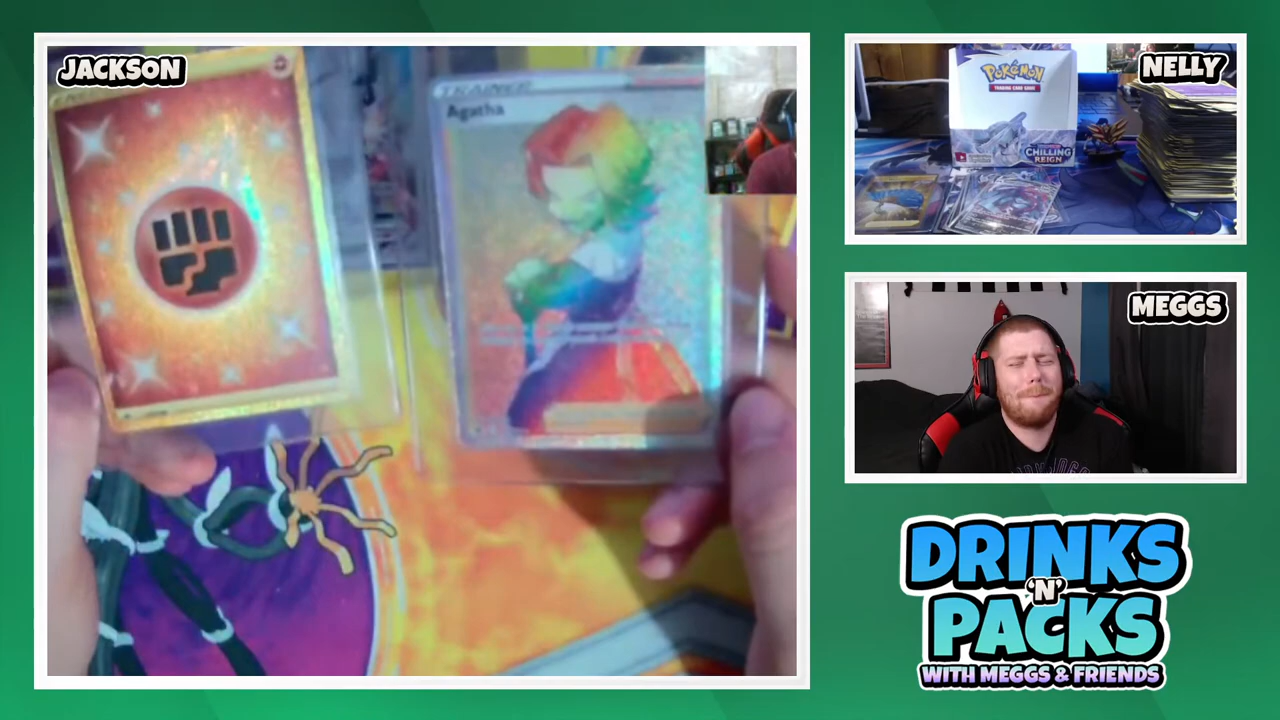 JACKSON
TRAINER
Agatha
NELLY
Pokémon
TRADING CARD GAME
CHILLING
REIGN
MEGGS
DRINKS
'N'
PACKS
WITH MEGGS & FRIENDS